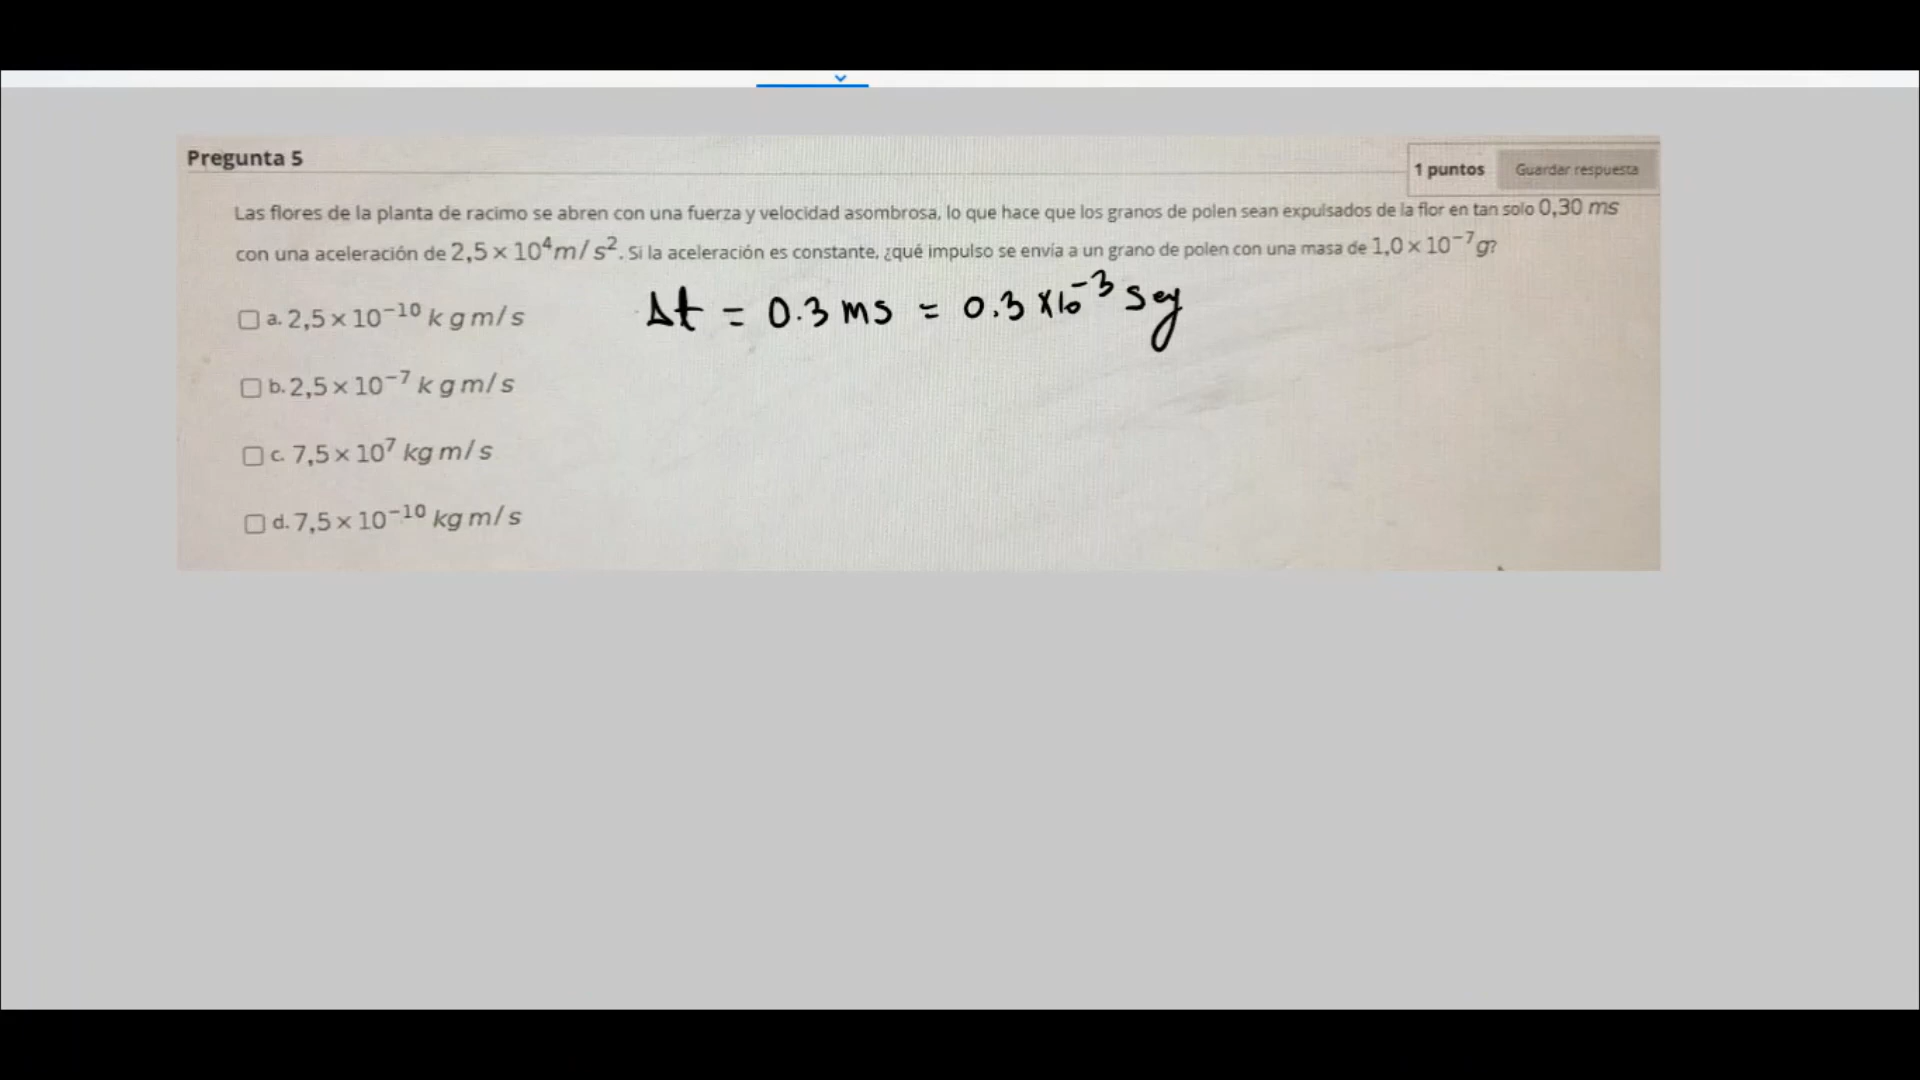 Pregunta 5
1 puntos
Guardar respuesta
Las flores de la planta de racimo se abren con una fuerza y velocidad asombrosa, lo que hace que los granos de polen sean expulsados de la flor en tan solo 0,30 ms
con una aceleración de 2,5 × 10⁴ m/s². Si la aceleración es constante, ¿qué impulso se envía a un grano de polen con una masa de 1,0 × 10⁻⁷ g?
Δt = 0.3 ms = 0.3 ×10⁻³ seg
a. 2,5 × 10⁻¹⁰ k g m/s
b. 2,5 × 10⁻⁷ k g m/s
c. 7,5 × 10⁷ kg m/s
d. 7,5 × 10⁻¹⁰ kg m/s